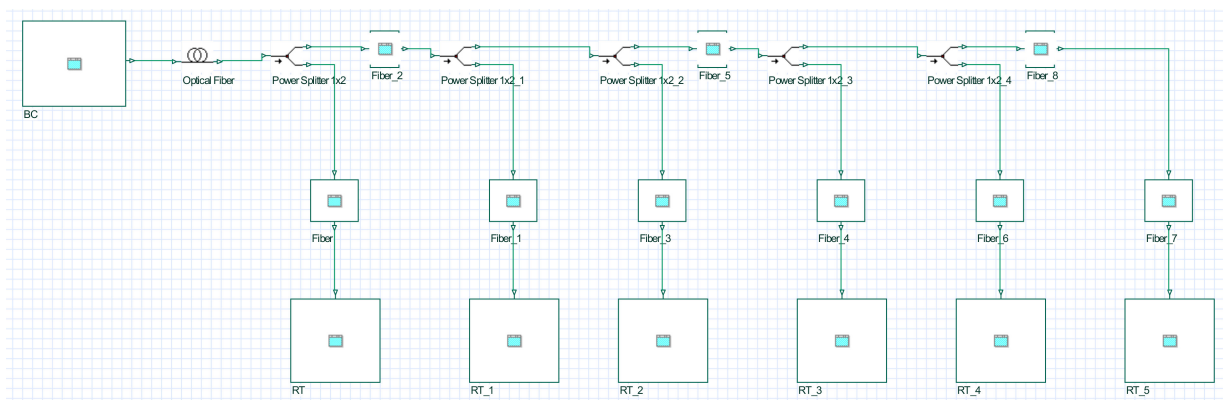 Optical Fiber
Power Splitter 1x2
Fiber_2
Power Splitter 1x2_1
Power Splitter 1x2_2
Fiber_5
Power Splitter 1x2_3
Power Splitter 1x2_4
Fiber_8
BC
Fiber
Fiber_1
Fiber_3
Fiber_4
Fiber_6
Fiber_7
RT
RT_1
RT_2
RT_3
RT_4
RT_5